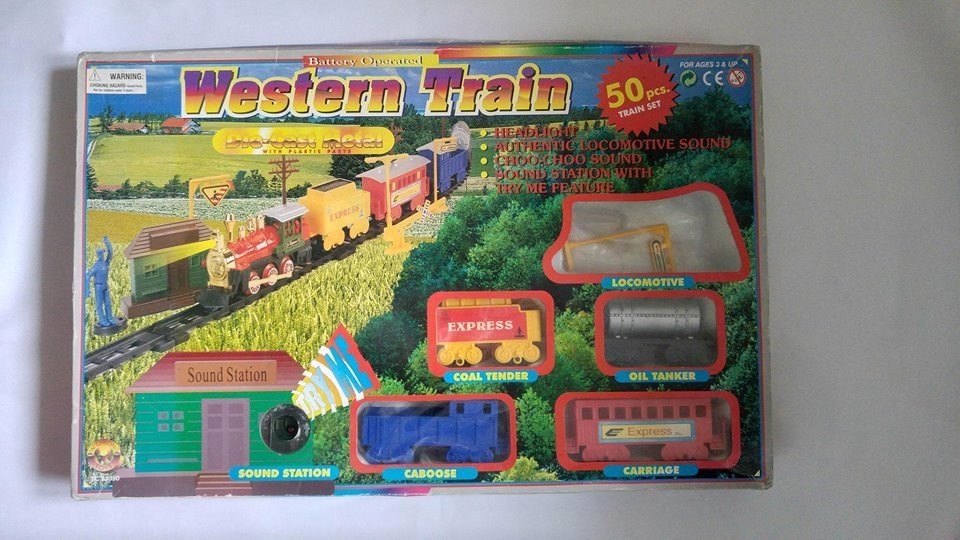 Battery Operated
Western Train
Die-Cast Metal
WITH PLASTIC PARTS
WARNING:
CHOKING HAZARD
FOR AGES 3 & UP
CE
50 pcs.
TRAIN SET
• HEADLIGHT
• AUTHENTIC LOCOMOTIVE SOUND
• CHOO-CHOO SOUND
• SOUND STATION WITH
TRY ME FEATURE
EXPRESS
LOCOMOTIVE
EXPRESS
COAL TENDER
OIL TANKER
Sound Station
TRY ME
SOUND STATION
CABOOSE
Express
CARRIAGE